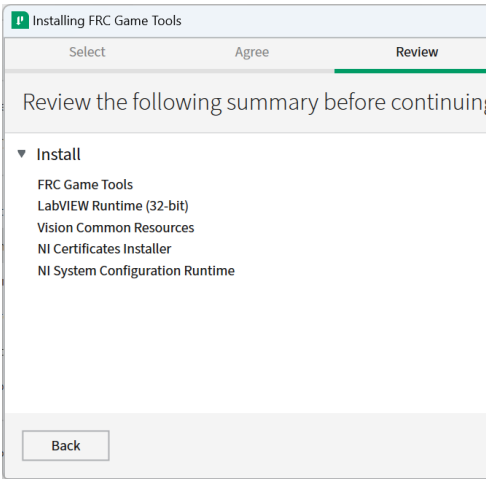 Installing FRC Game Tools
Select Agree Review
Review the following summary before continuing
Install
FRC Game Tools
LabVIEW Runtime (32-bit)
Vision Common Resources
NI Certificates Installer
NI System Configuration Runtime
Back